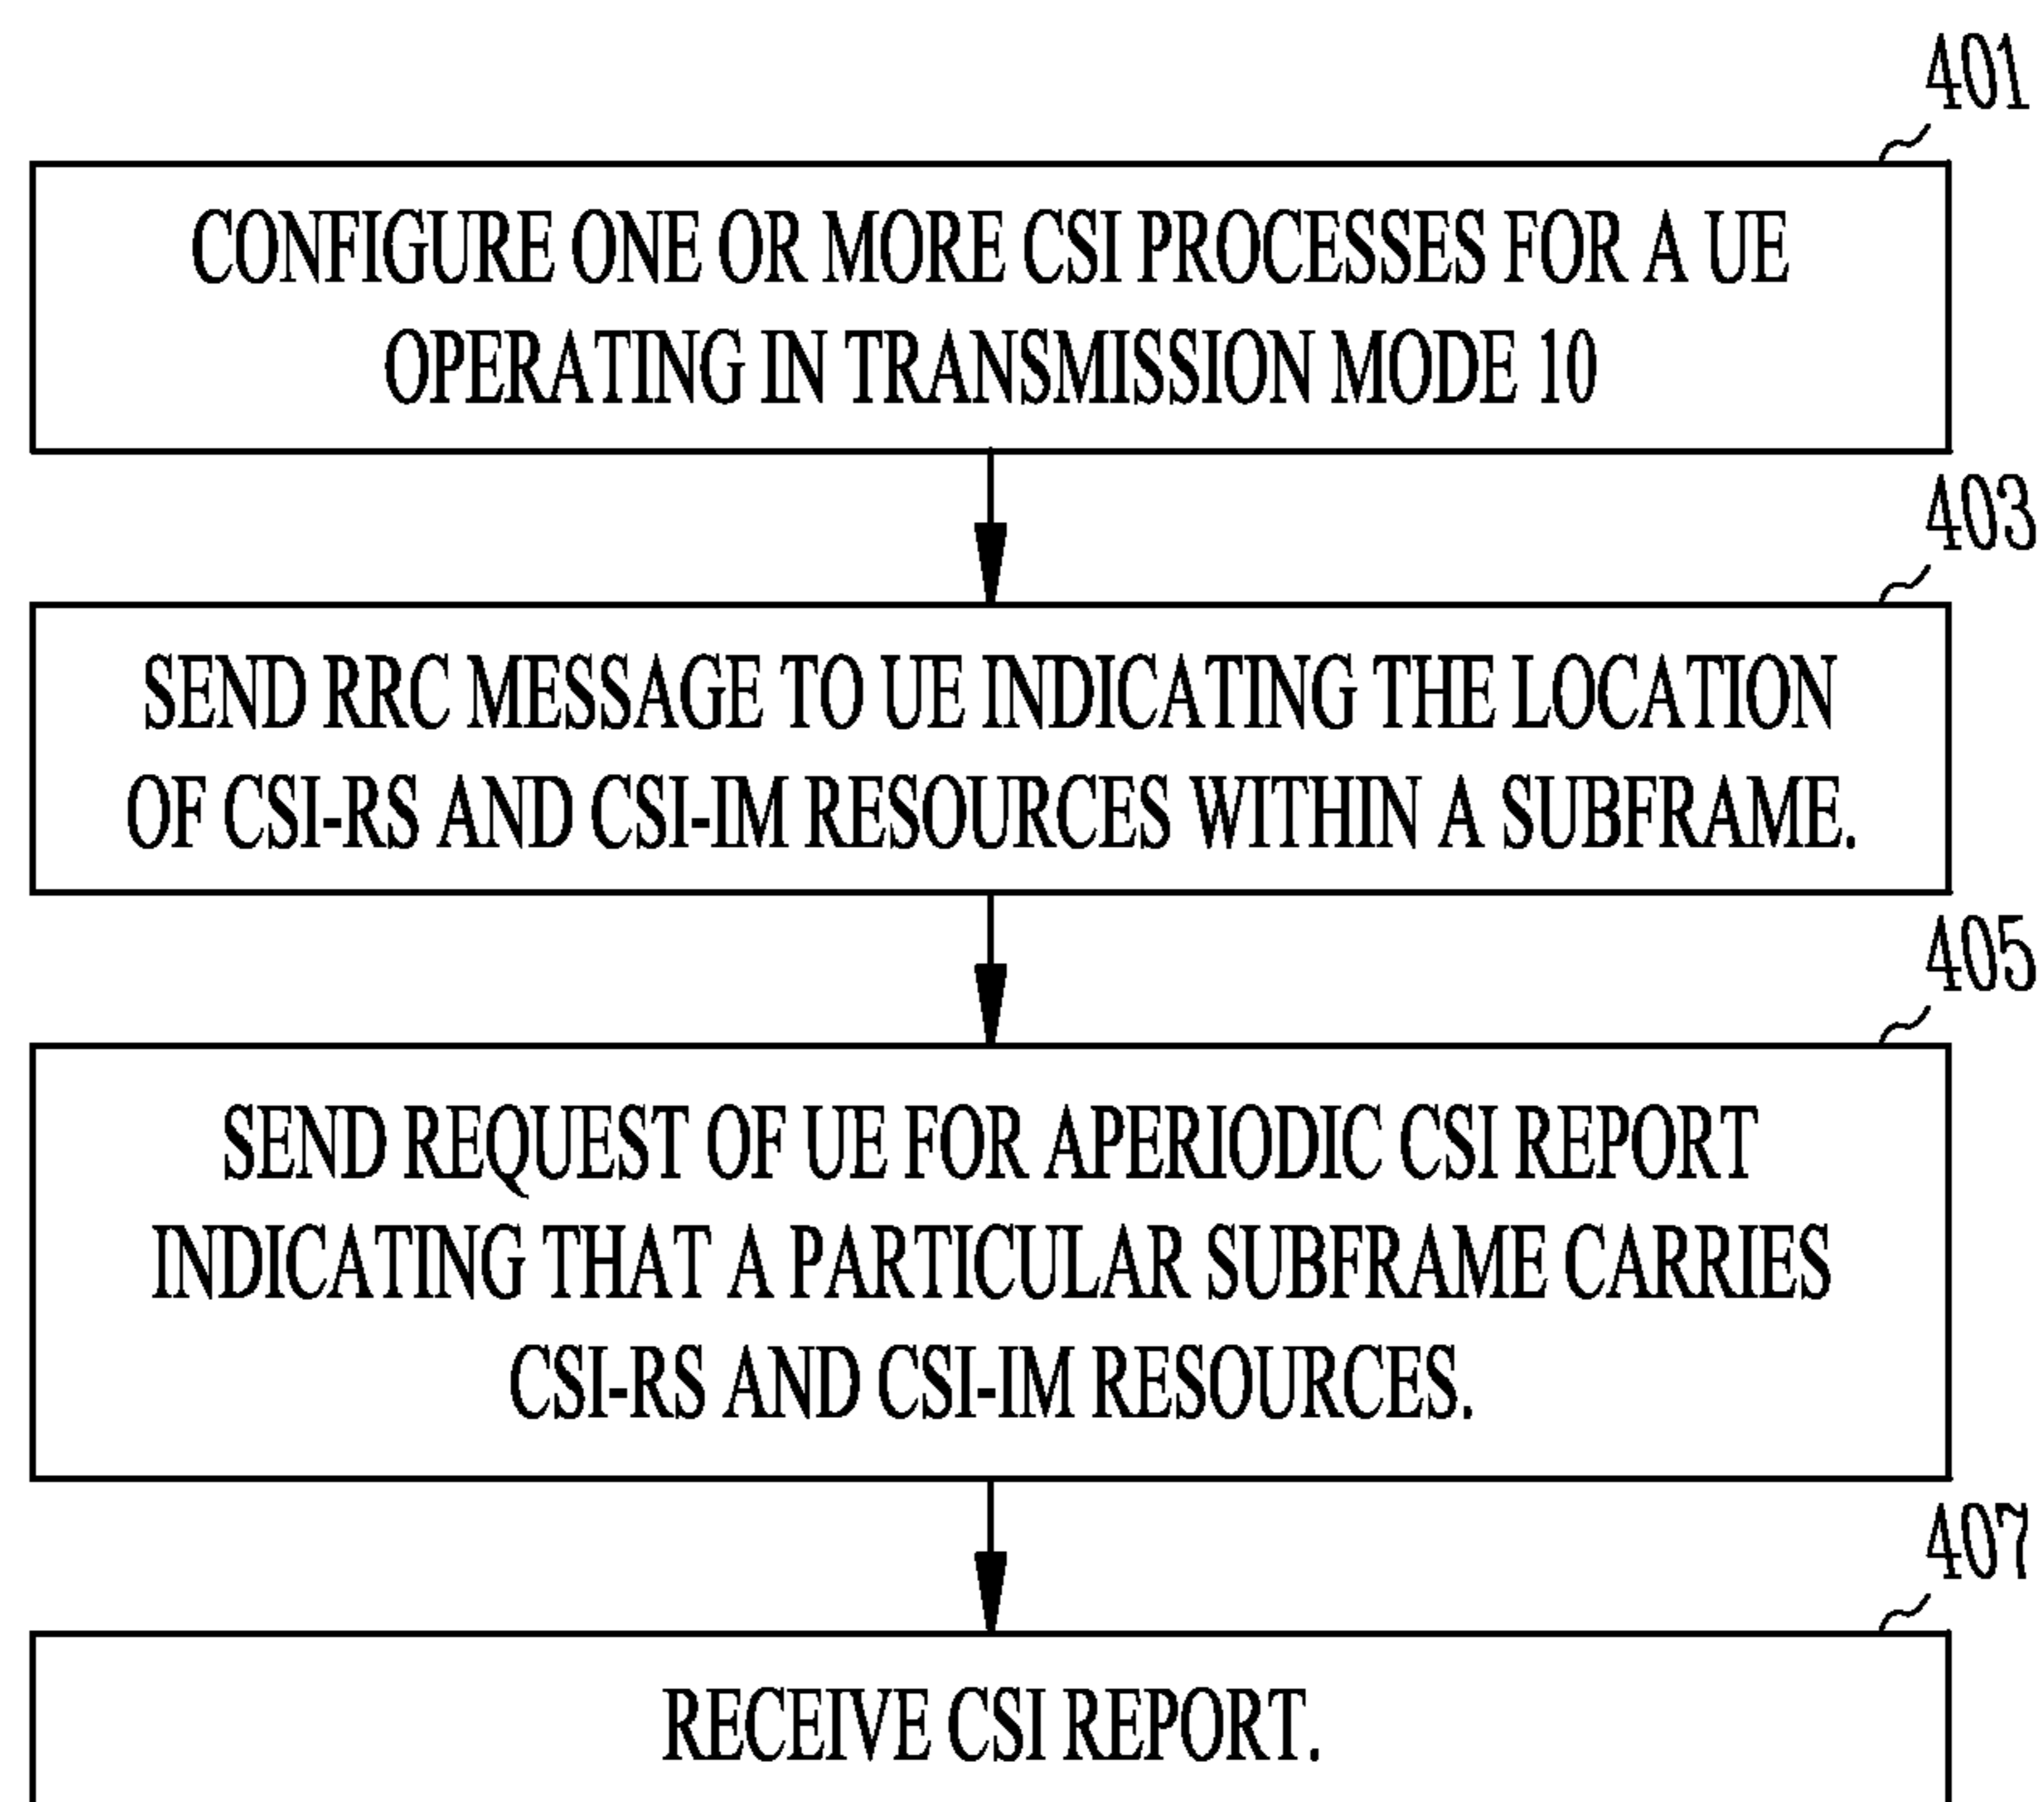 401
CONFIGURE ONE OR MORE CSI PROCESSES FOR A UE
OPERATING IN TRANSMISSION MODE 10
403
SEND RRC MESSAGE TO UE INDICATING THE LOCATION
OF CSI-RS AND CSI-IM RESOURCES WITHIN A SUBFRAME.
405
SEND REQUEST OF UE FOR APERIODIC CSI REPORT
INDICATING THAT A PARTICULAR SUBFRAME CARRIES
CSI-RS AND CSI-IM RESOURCES.
407
RECEIVE CSI REPORT.